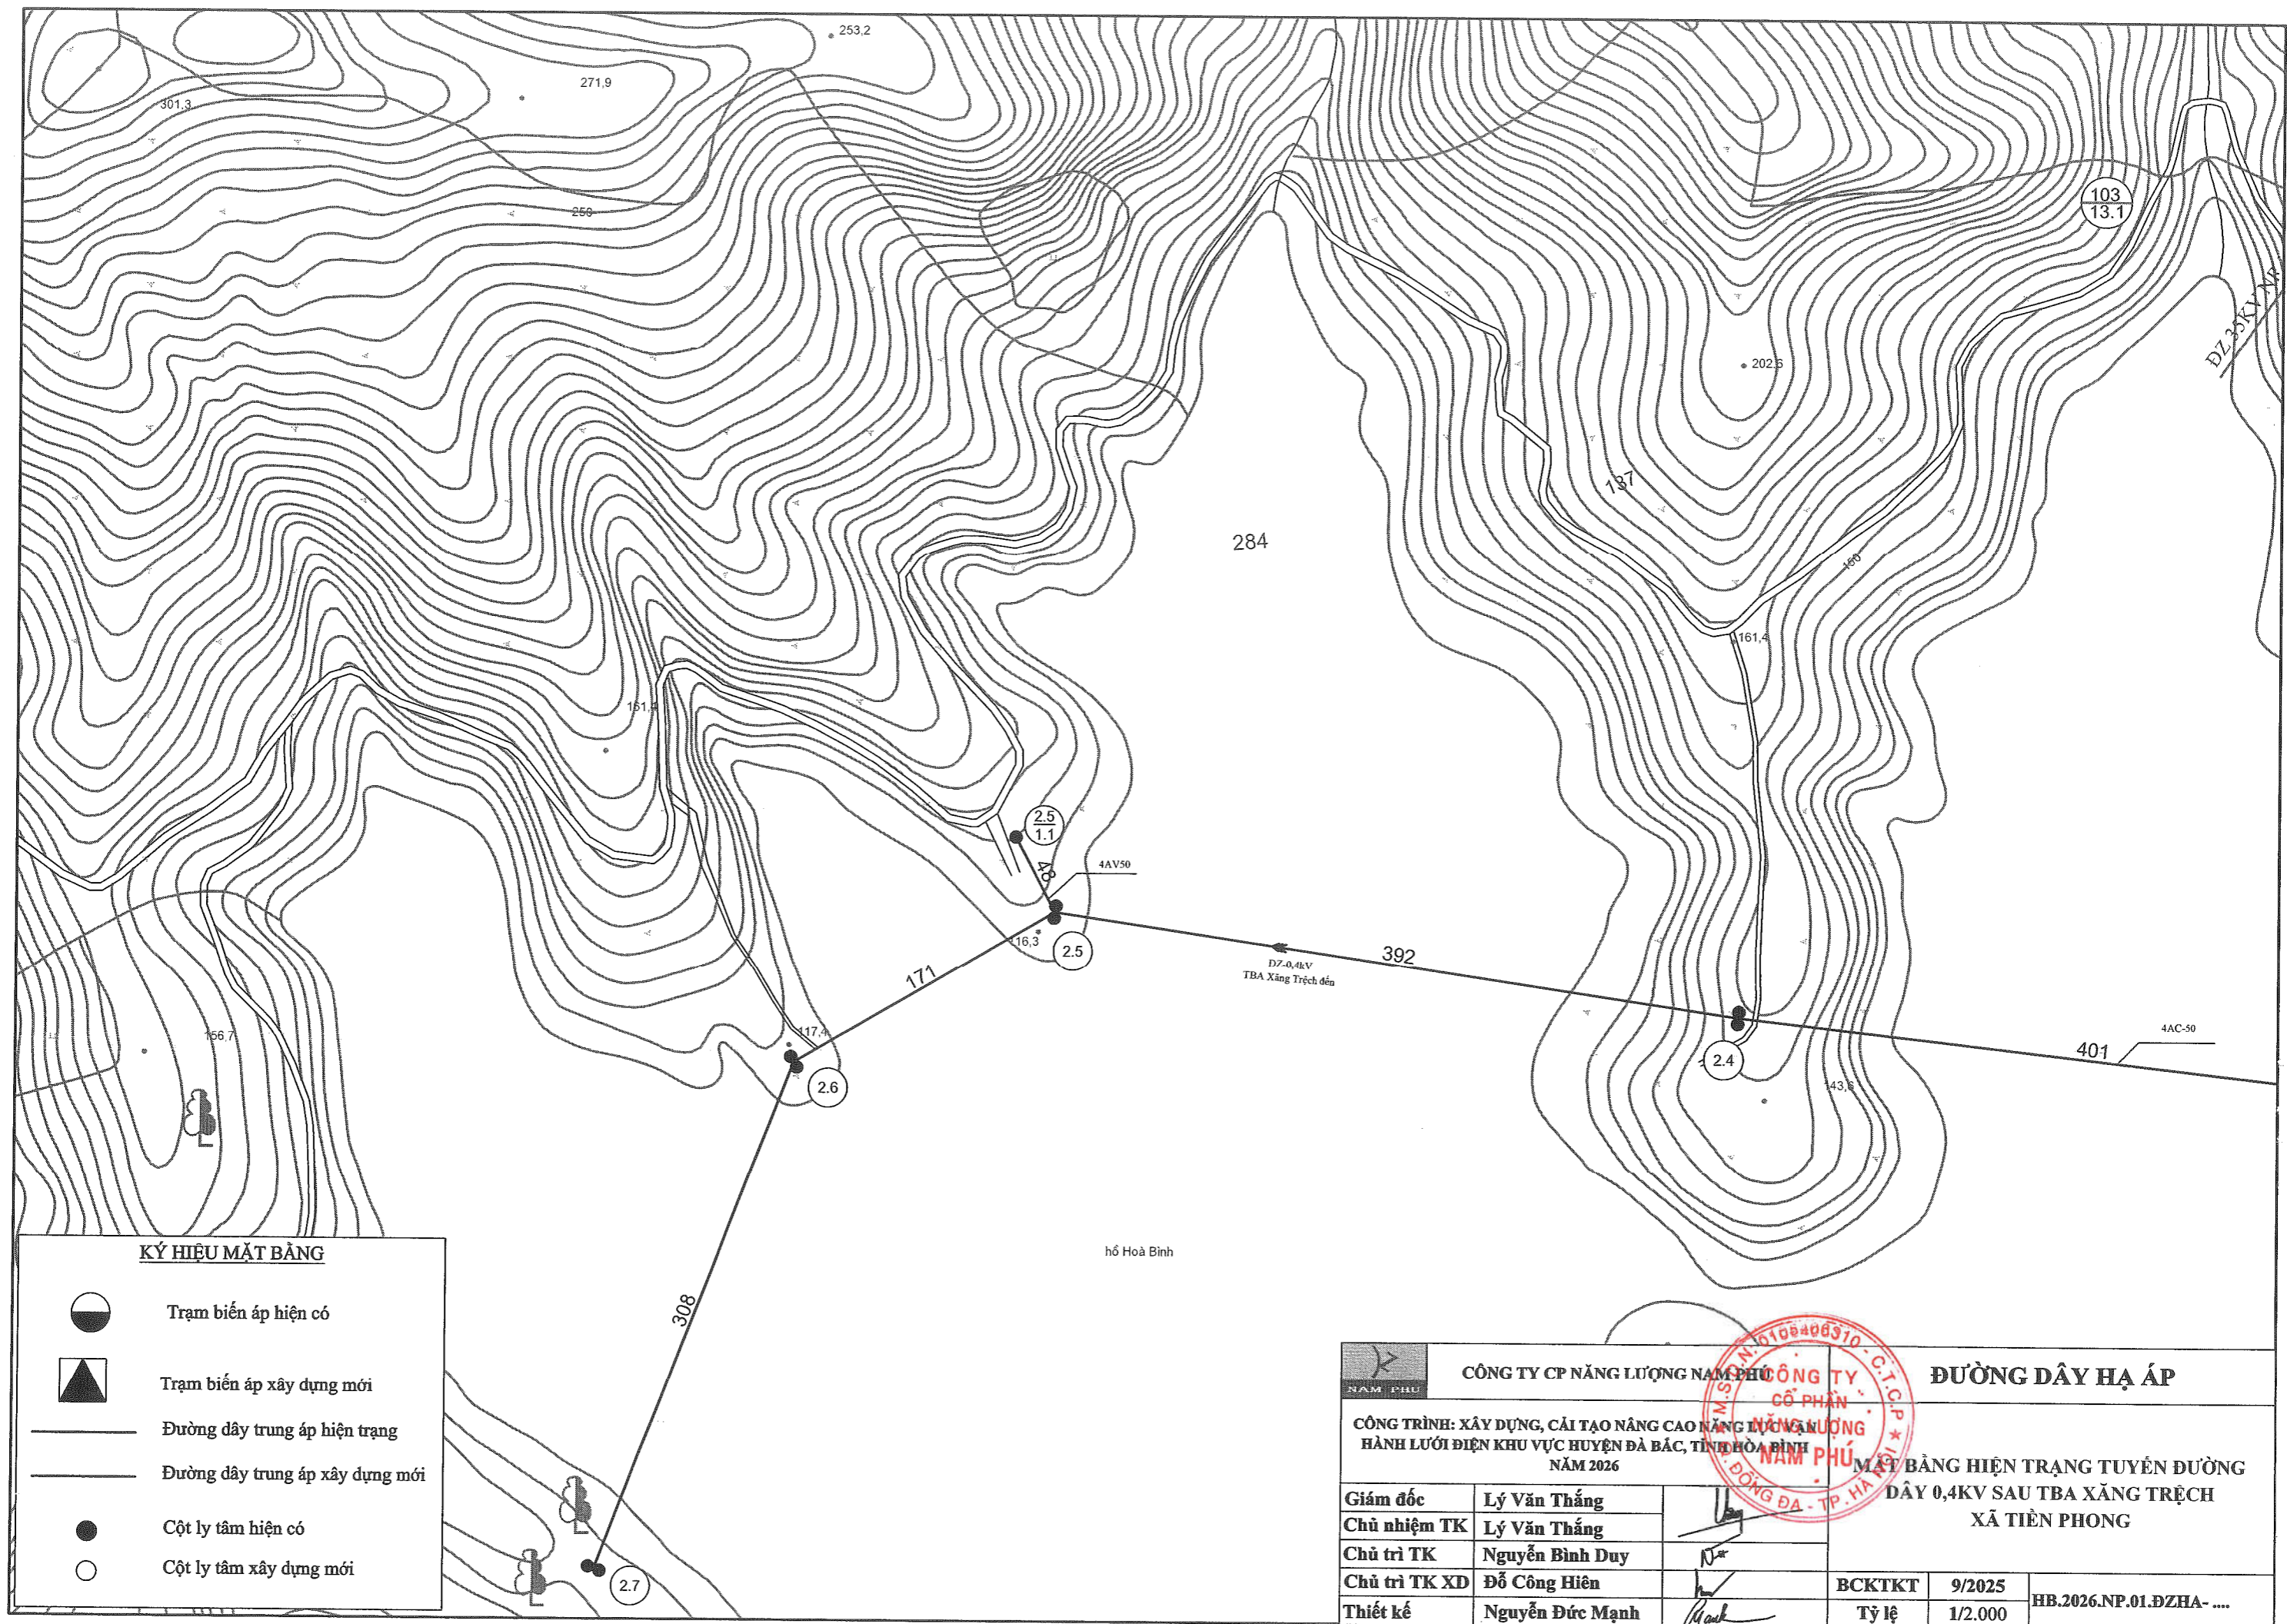 253,2
271,9
301,3
250
103
13.1
ĐZ 35KV NR
202,6
137
284
160
161,4
161,4
2.5
1.1
48
4AV50
116,3
2.5
171
392
ĐZ-0,4kV
TBA Xăng Trệch đến
117,4
2.6
156,7
2.4
401
4AC-50
143,6
hồ Hoà Bình
308
2.7
KÝ HIỆU MẶT BẰNG
Trạm biến áp hiện có
Trạm biến áp xây dựng mới
Đường dây trung áp hiện trạng
Đường dây trung áp xây dựng mới
Cột ly tâm hiện có
Cột ly tâm xây dựng mới
NAM PHU
CÔNG TY CP NĂNG LƯỢNG NAM PHÚ
ĐƯỜNG DÂY HẠ ÁP
CÔNG TRÌNH: XÂY DỰNG, CẢI TẠO NÂNG CAO NĂNG LỰC VẬN
HÀNH LƯỚI ĐIỆN KHU VỰC HUYỆN ĐÀ BẮC, TỈNH HÒA BÌNH
NĂM 2026
MẶT BẰNG HIỆN TRẠNG TUYẾN ĐƯỜNG
DÂY 0,4KV SAU TBA XĂNG TRỆCH
XÃ TIỀN PHONG
Giám đốc Lý Văn Thắng
Chủ nhiệm TK Lý Văn Thắng
Chủ trì TK Nguyễn Bình Duy
Chủ trì TK XD Đỗ Công Hiên
Thiết kế Nguyễn Đức Mạnh
BCKTKT 9/2025
Tỷ lệ 1/2.000
HB.2026.NP.01.ĐZHA- ....
M.S.D.N: 0105406310 - C.T.C.P
CÔNG TY
CỔ PHẦN
NĂNG LƯỢNG
NAM PHÚ
Q. ĐỐNG ĐA - TP. HÀ NỘI